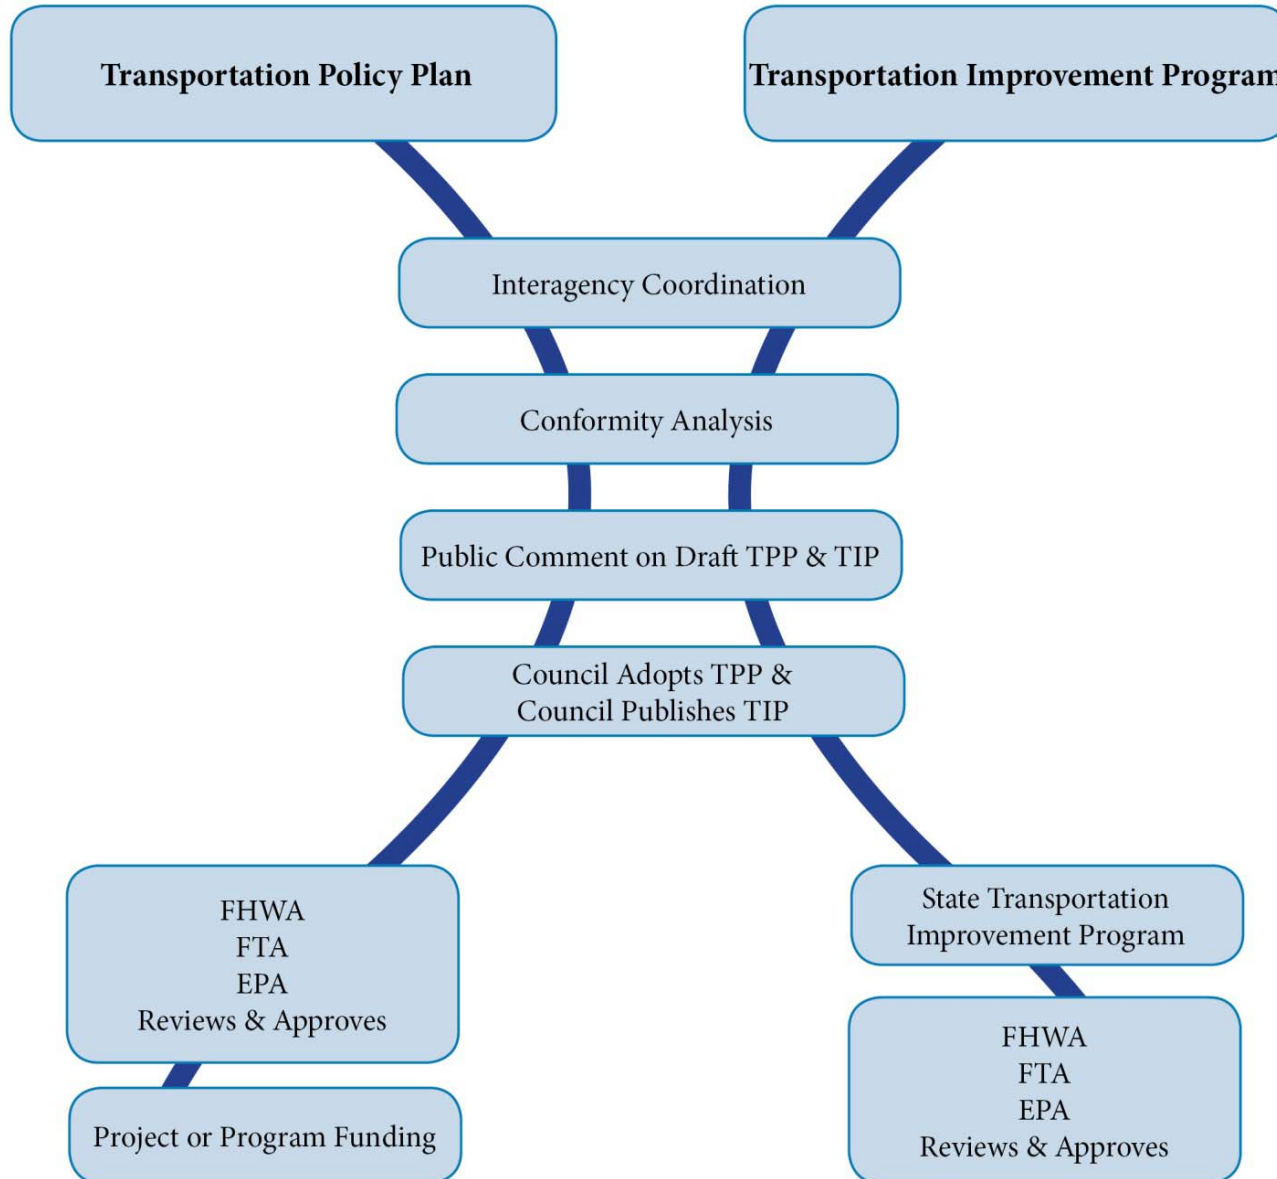 Transportation Policy Plan
Transportation Improvement Program
Interagency Coordination
Conformity Analysis
Public Comment on Draft TPP & TIP
Council Adopts TPP &
Council Publishes TIP
FHWA
FTA
EPA
Reviews & Approves
Project or Program Funding
State Transportation
Improvement Program
FHWA
FTA
EPA
Reviews & Approves